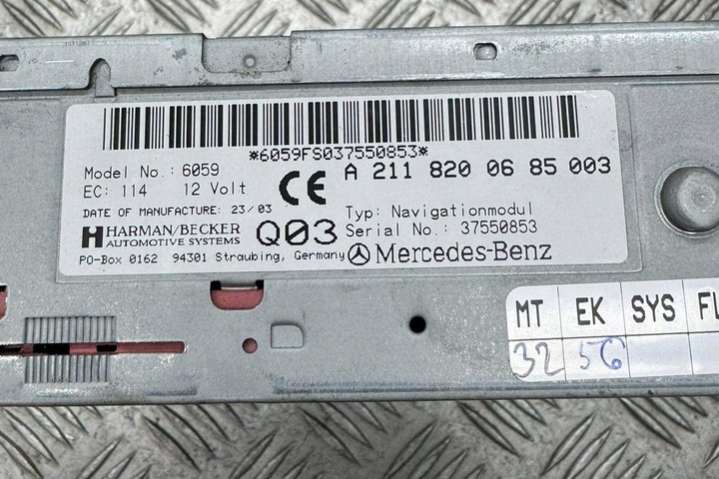 *6059FS037550853*
Model No.: 6059
EC: 114 12 Volt
CE
A 211 820 06 85 003
DATE OF MANUFACTURE: 23/03
Typ: Navigationmodul
HARMAN/BECKER
AUTOMOTIVE SYSTEMS
Q03
Serial No.: 37550853
PO-Box 0162 94301 Straubing, Germany
Mercedes-Benz
MT EK SYS
32 56